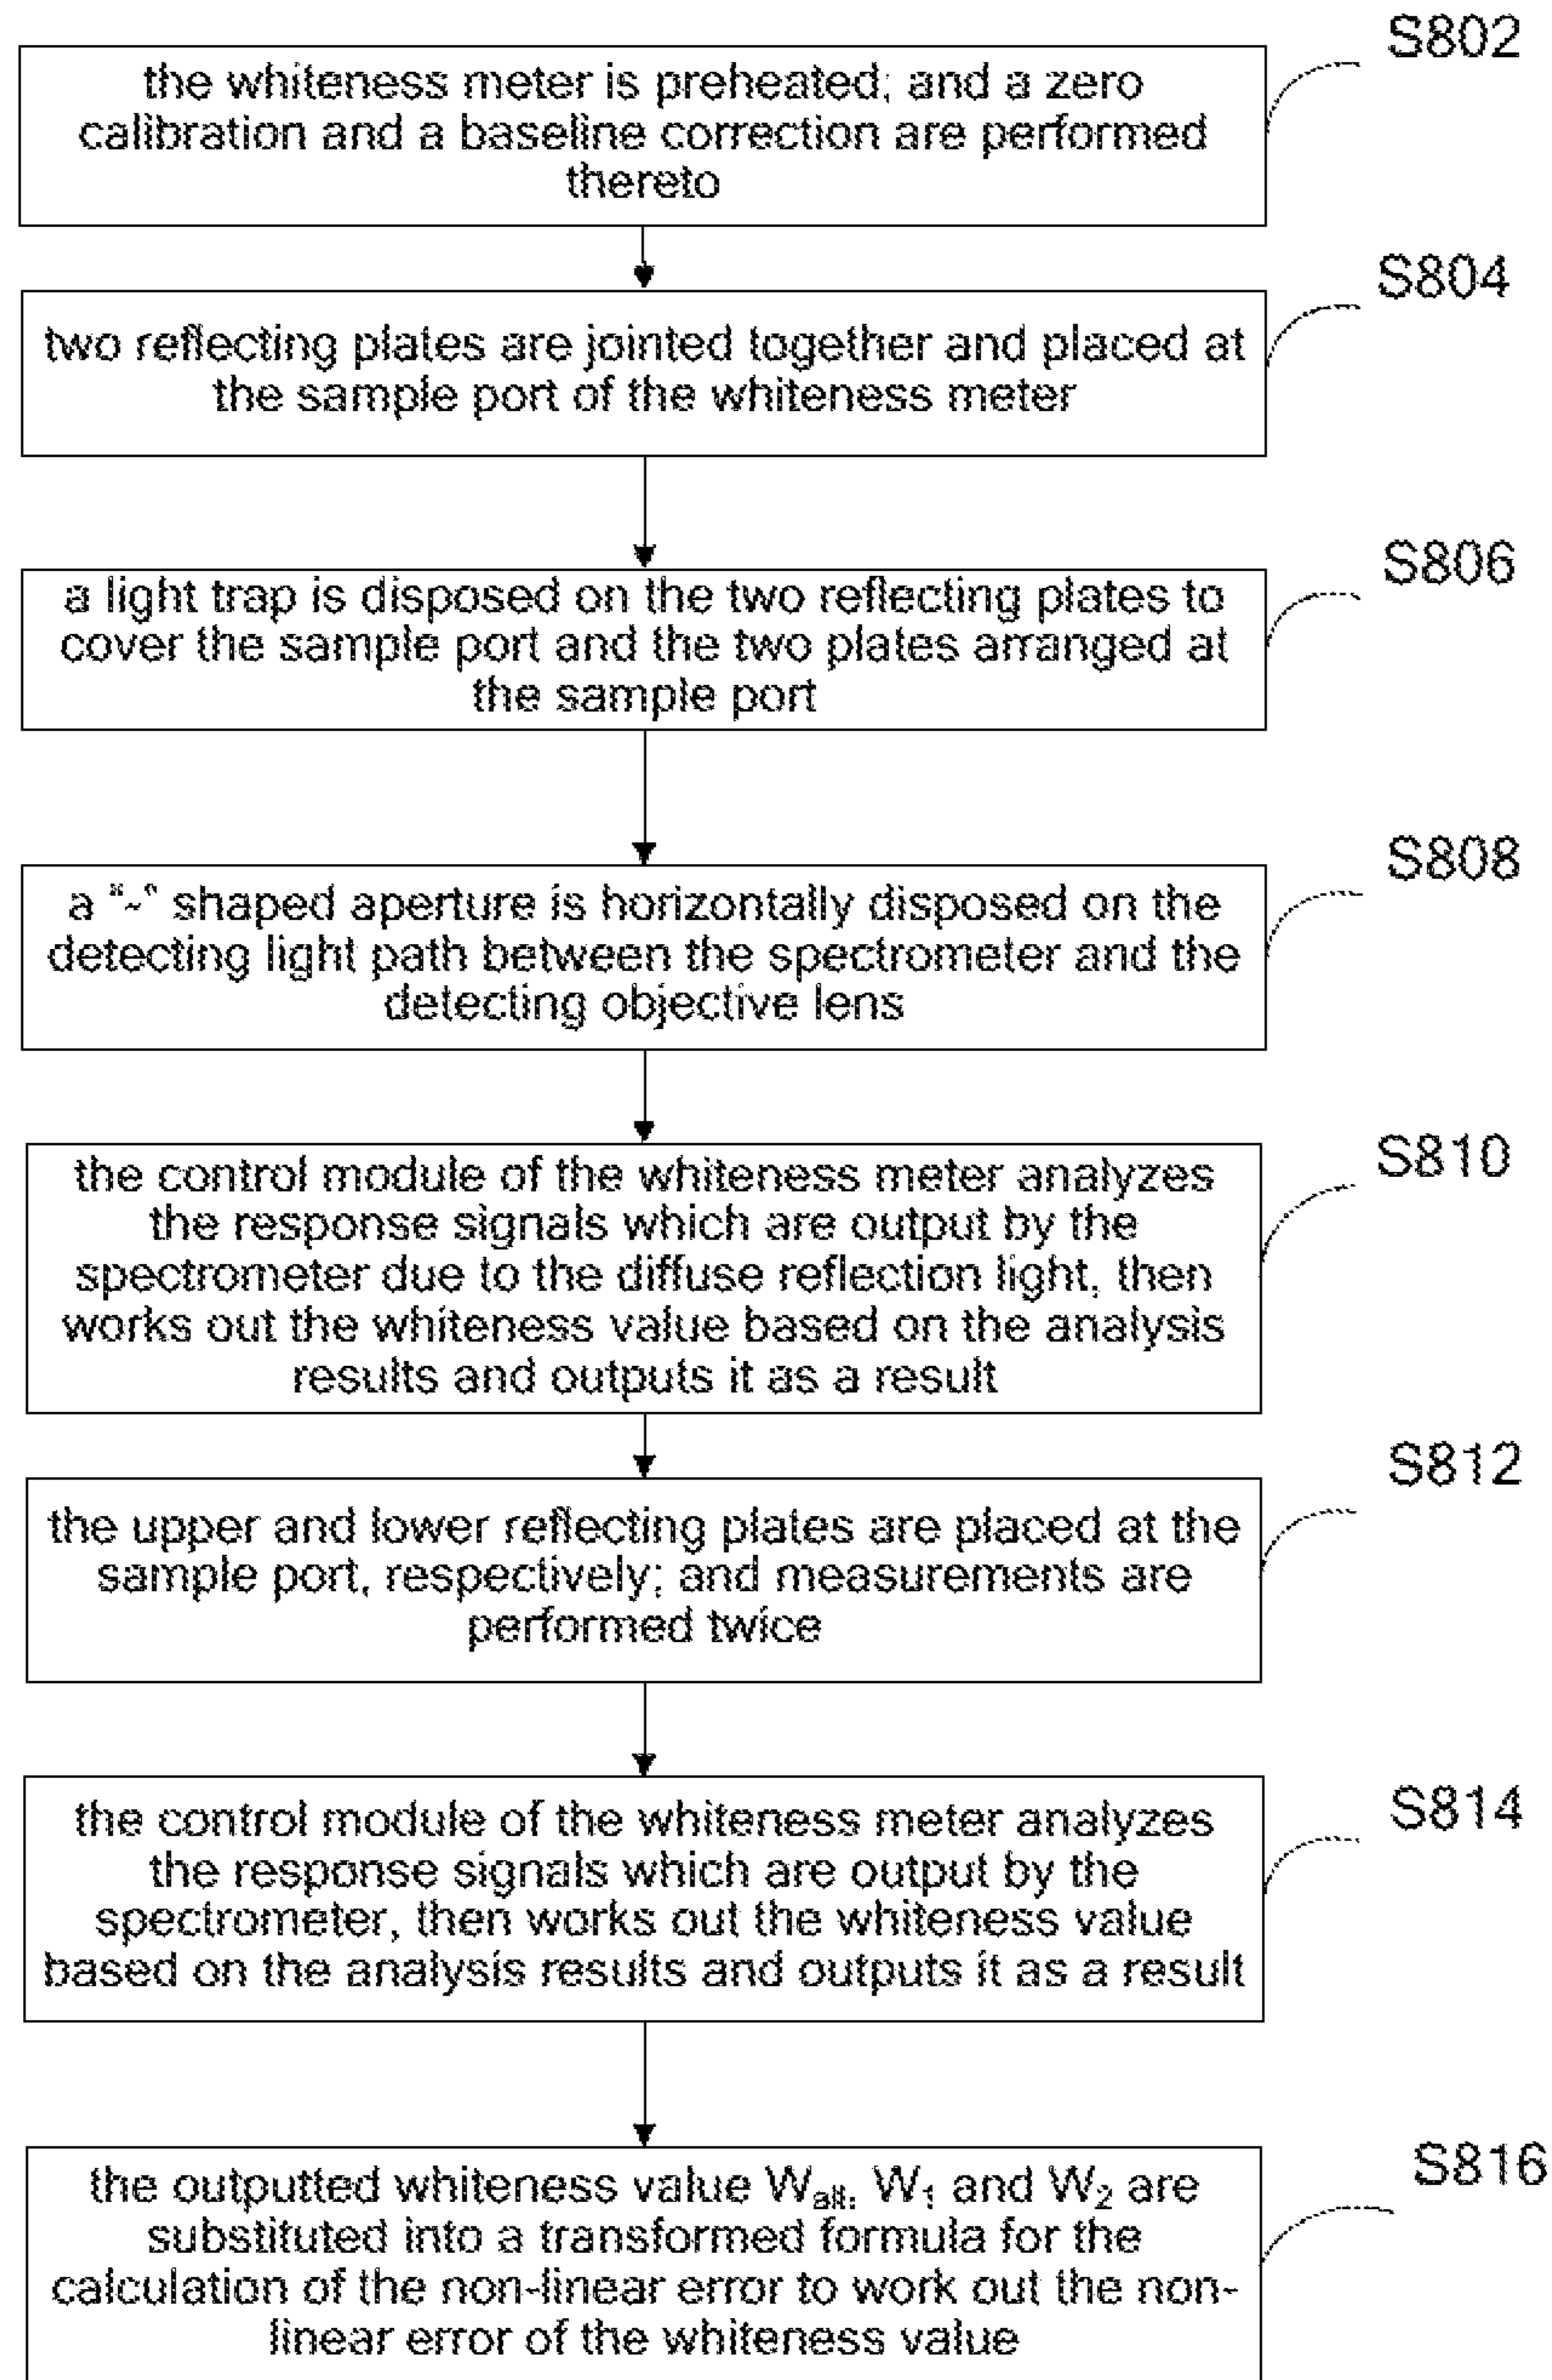 S802
the whiteness meter is preheated; and a zero
calibration and a baseline correction are performed
thereto
S804
two reflecting plates are jointed together and placed at
the sample port of the whiteness meter
S806
a light trap is disposed on the two reflecting plates to
cover the sample port and the two plates arranged at
the sample port
S808
a “~” shaped aperture is horizontally disposed on the
detecting light path between the spectrometer and the
detecting objective lens
S810
the control module of the whiteness meter analyzes
the response signals which are output by the
spectrometer due to the diffuse reflection light, then
works out the whiteness value based on the analysis
results and outputs it as a result
S812
the upper and lower reflecting plates are placed at the
sample port, respectively; and measurements are
performed twice
S814
the control module of the whiteness meter analyzes
the response signals which are output by the
spectrometer, then works out the whiteness value
based on the analysis results and outputs it as a result
S816
the outputted whiteness value W_all, W_1 and W_2 are
substituted into a transformed formula for the
calculation of the non-linear error to work out the non-
linear error of the whiteness value